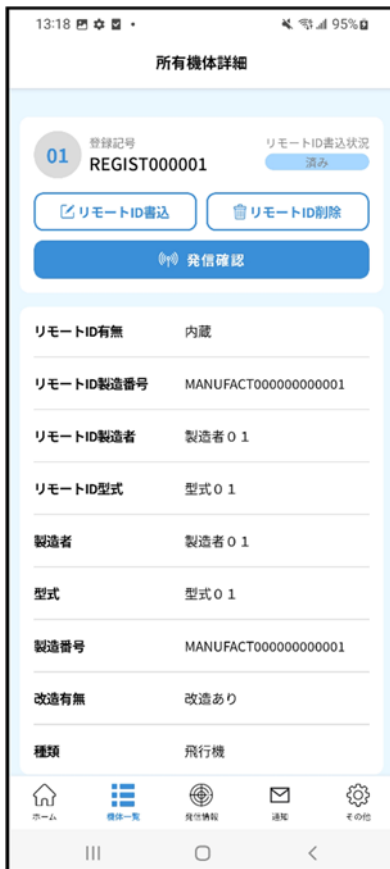 13:18 95%
所有機体詳細
登録記号 リモートID書込状況
01 REGIST000001 済み
リモートID書込 リモートID削除
発信確認
リモートID有無 内蔵
リモートID製造番号 MANUFACT000000000001
リモートID製造者 製造者０１
リモートID型式 型式０１
製造者 製造者０１
型式 型式０１
製造番号 MANUFACT000000000001
改造有無 改造あり
種類 飛行機
ホーム 機体一覧 発信情報 通知 その他